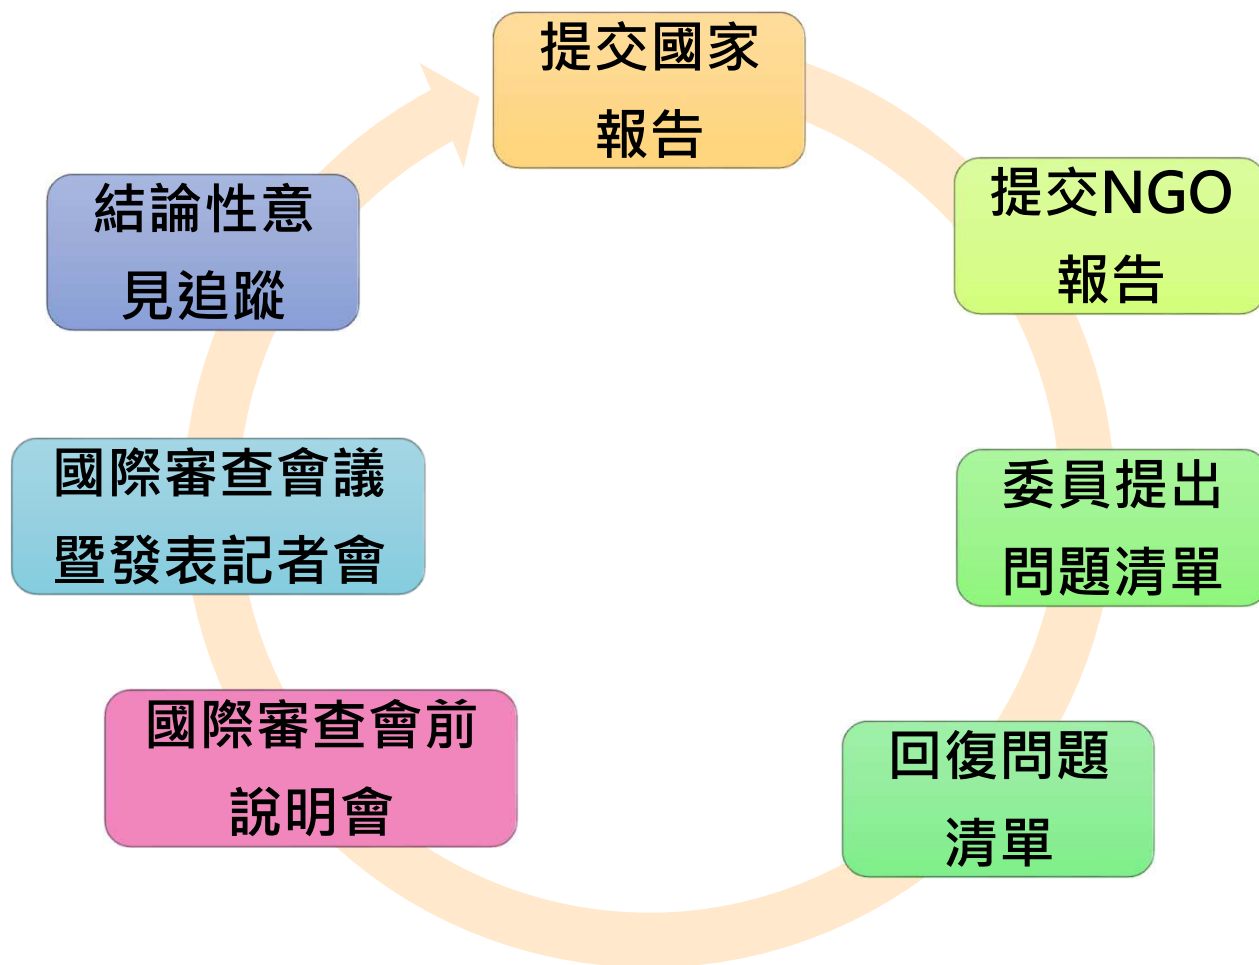 提交國家
報告
提交NGO
報告
委員提出
問題清單
回復問題
清單
國際審查會前
說明會
國際審查會議
暨發表記者會
結論性意
見追蹤